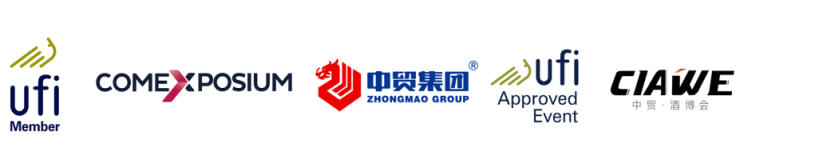 ufi
Member
COMEXPOSIUM
中贸集团®
ZHONGMAO GROUP
ufi
Approved
Event
CIAWE
中贸·酒博会